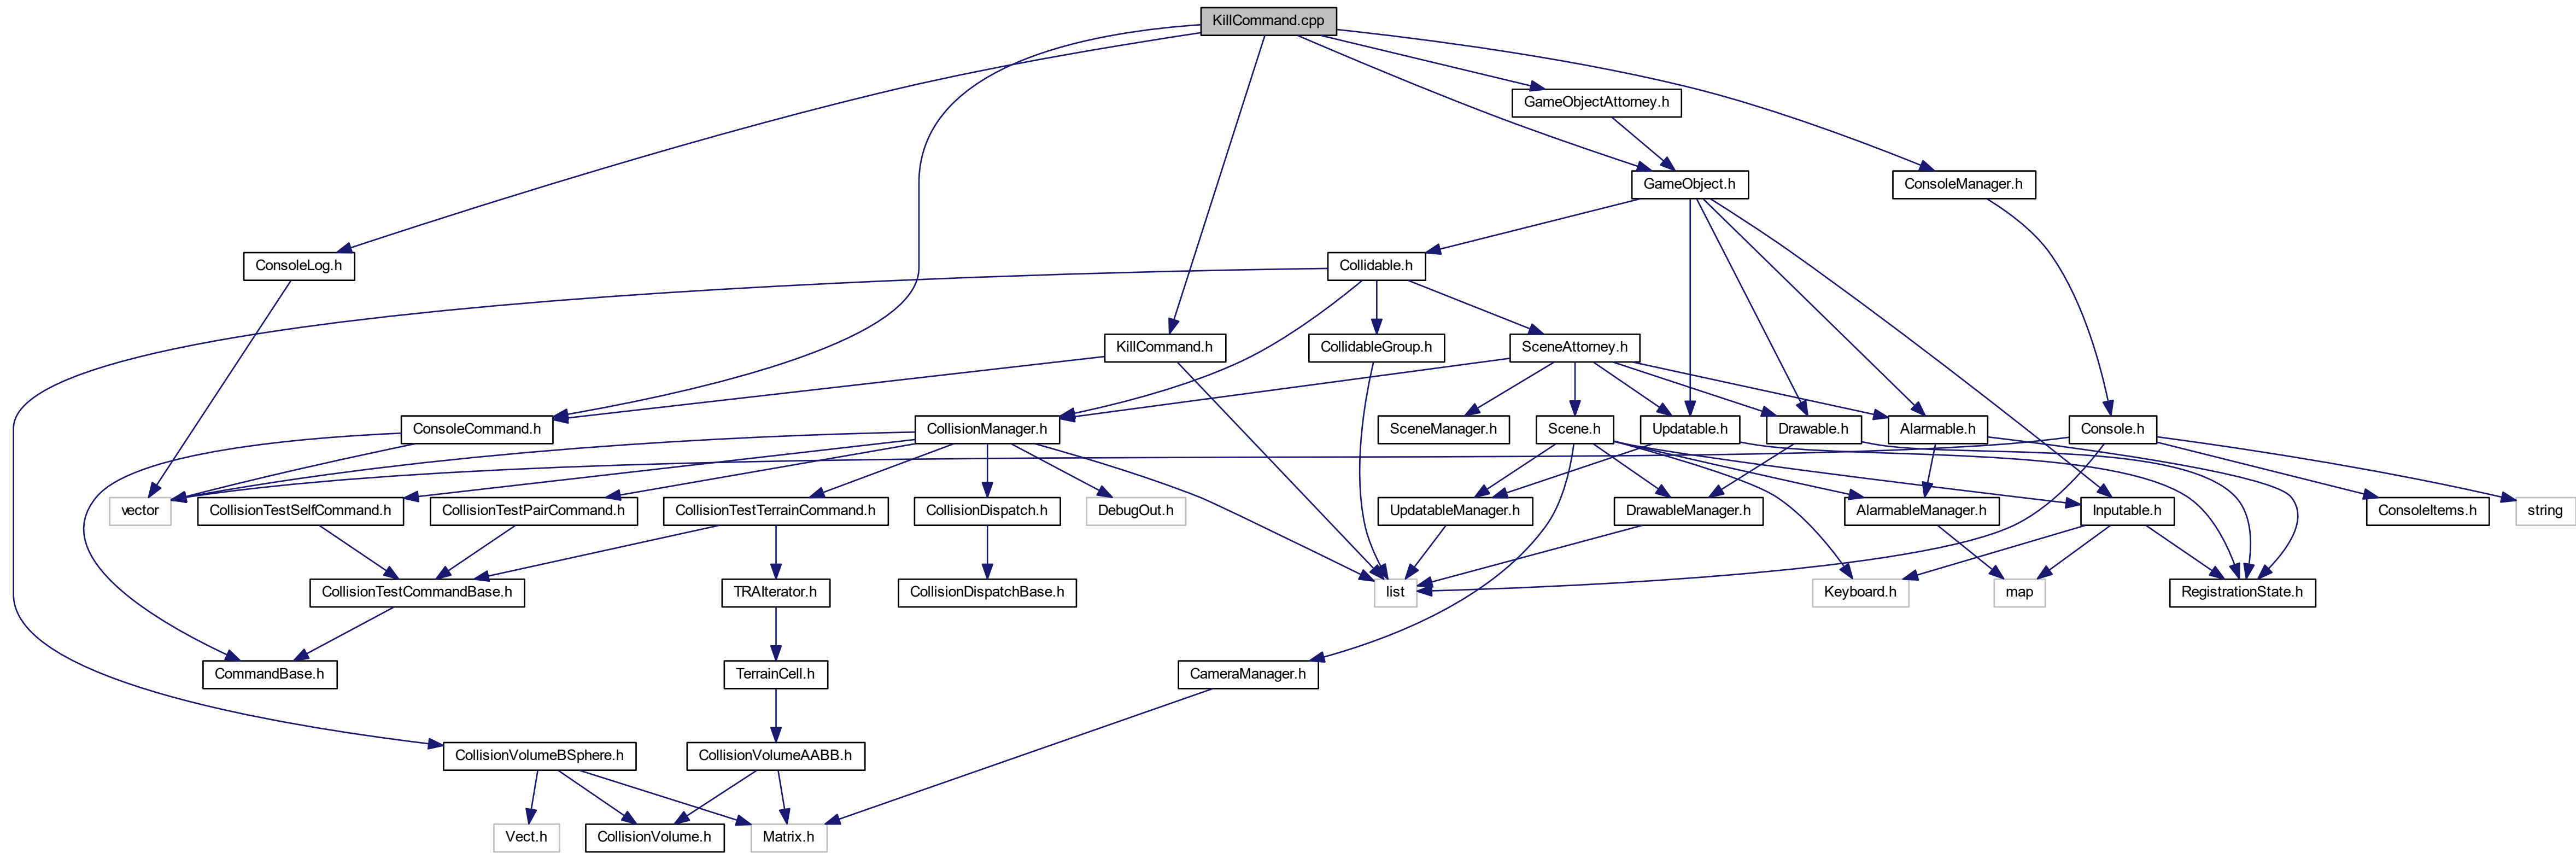 KillCommand.cpp
GameObjectAttorney.h
GameObject.h
ConsoleManager.h
ConsoleLog.h
Collidable.h
KillCommand.h
CollidableGroup.h
SceneAttorney.h
ConsoleCommand.h
CollisionManager.h
SceneManager.h
Scene.h
Updatable.h
Drawable.h
Alarmable.h
Console.h
vector
CollisionTestSelfCommand.h
CollisionTestPairCommand.h
CollisionTestTerrainCommand.h
CollisionDispatch.h
DebugOut.h
UpdatableManager.h
DrawableManager.h
AlarmableManager.h
Inputable.h
ConsoleItems.h
string
CollisionTestCommandBase.h
TRAIterator.h
CollisionDispatchBase.h
list
Keyboard.h
map
RegistrationState.h
CommandBase.h
TerrainCell.h
CameraManager.h
CollisionVolumeBSphere.h
CollisionVolumeAABB.h
Vect.h
CollisionVolume.h
Matrix.h